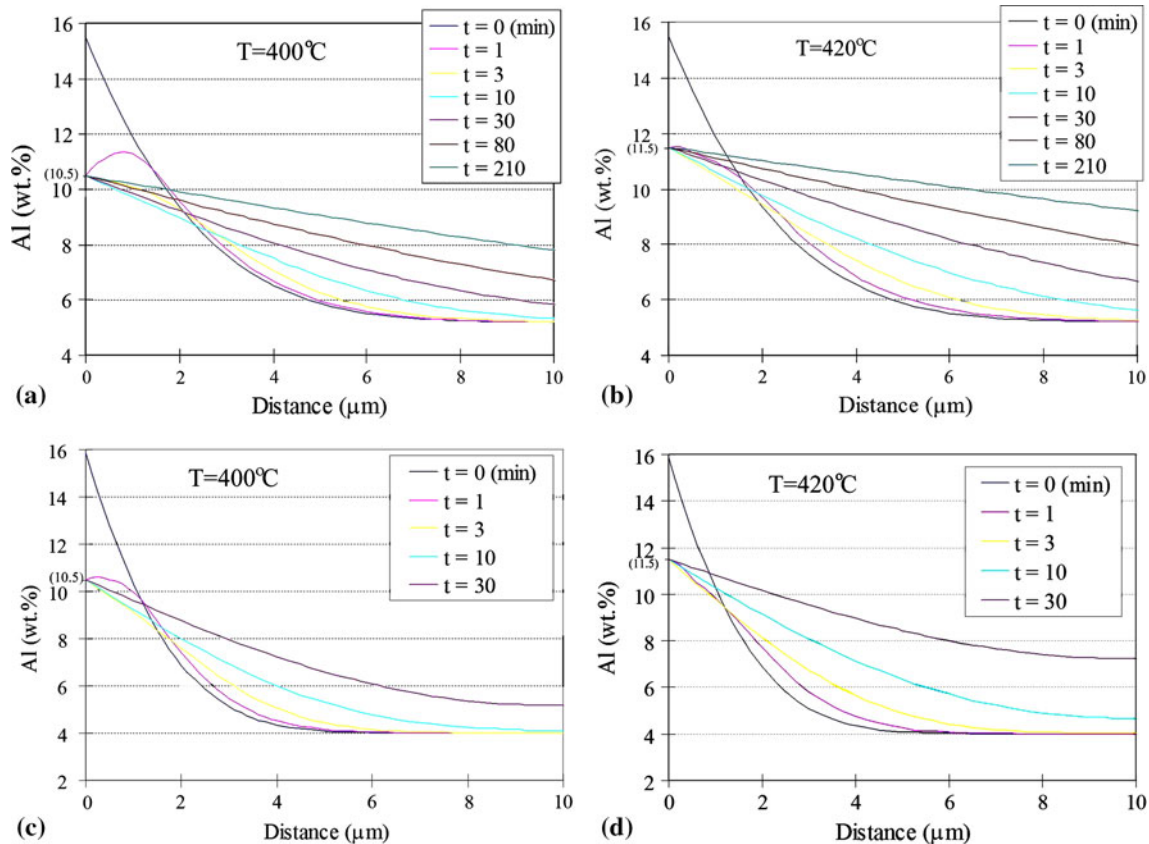 16
14
12
(10.5)
10
8
6
4
Al (wt.%)
T=400°C
t = 0 (min)
t = 1
t = 3
t = 10
t = 30
t = 80
t = 210
0 2 4 6 8 10
(a)
Distance (μm)
16
14
12
(11.5)
10
8
6
4
Al (wt.%)
T=420°C
t = 0 (min)
t = 1
t = 3
t = 10
t = 30
t = 80
t = 210
0 2 4 6 8 10
(b)
Distance (μm)
16
14
12
(10.5)
10
8
6
4
2
Al (wt.%)
T=400°C
t = 0 (min)
t = 1
t = 3
t = 10
t = 30
0 2 4 6 8 10
(c)
Distance (μm)
16
14
12
(11.5)
10
8
6
4
2
Al (wt.%)
T=420°C
t = 0 (min)
t = 1
t = 3
t = 10
t = 30
0 2 4 6 8 10
(d)
Distance (μm)